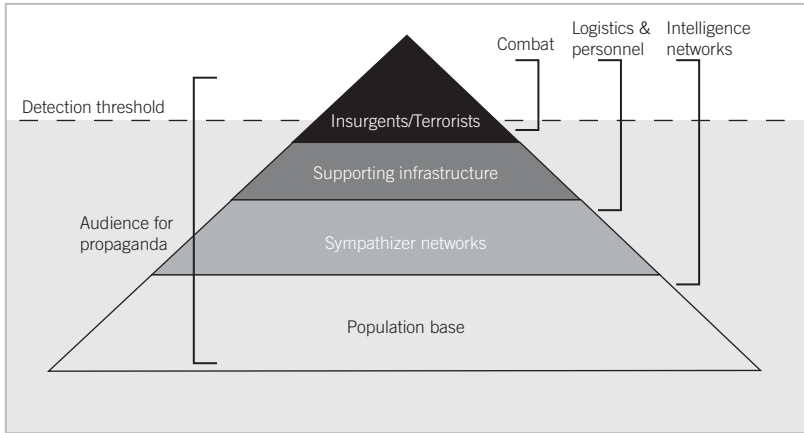 Combat
Logistics &
personnel
Intelligence
networks
Detection threshold
Insurgents/Terrorists
Supporting infrastructure
Audience for
propaganda
Sympathizer networks
Population base